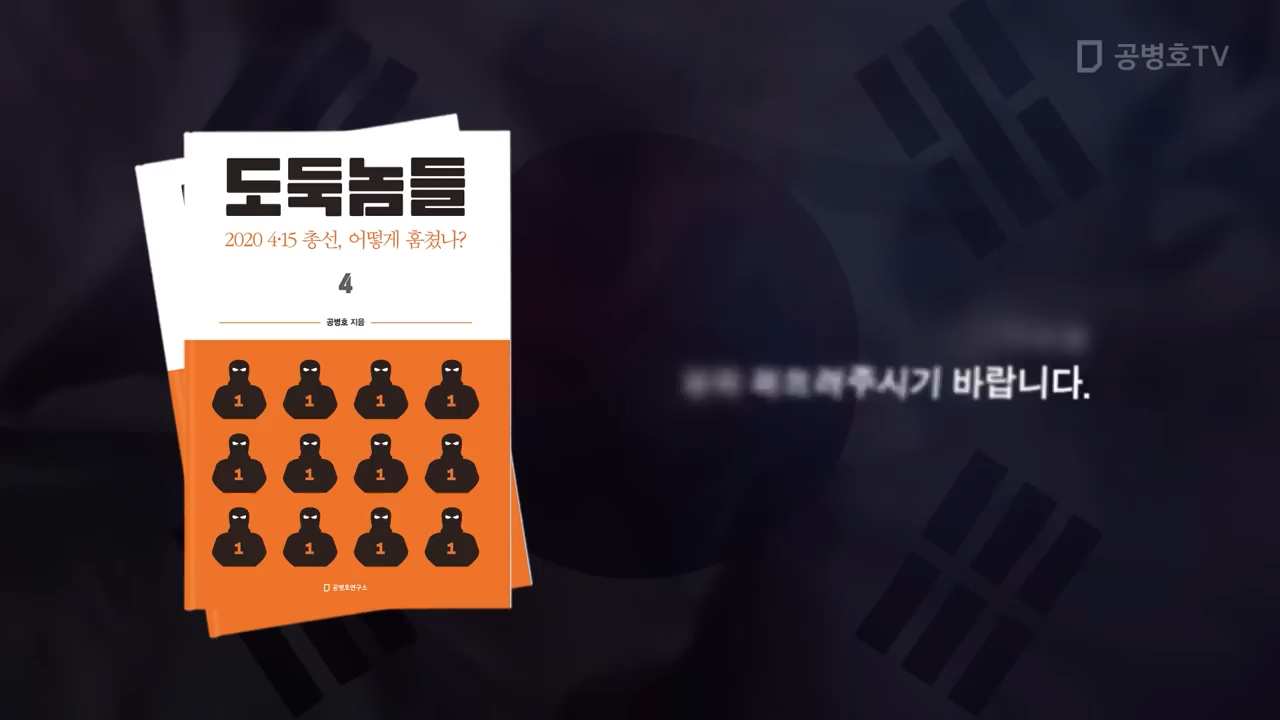 공병호TV
도둑놈들
2020 4·15 총선, 어떻게 훔쳤나?
4
공병호 지음
1 1 1 1
1 1 1 1
1 1 1 1
공병호연구소
바랍니다.